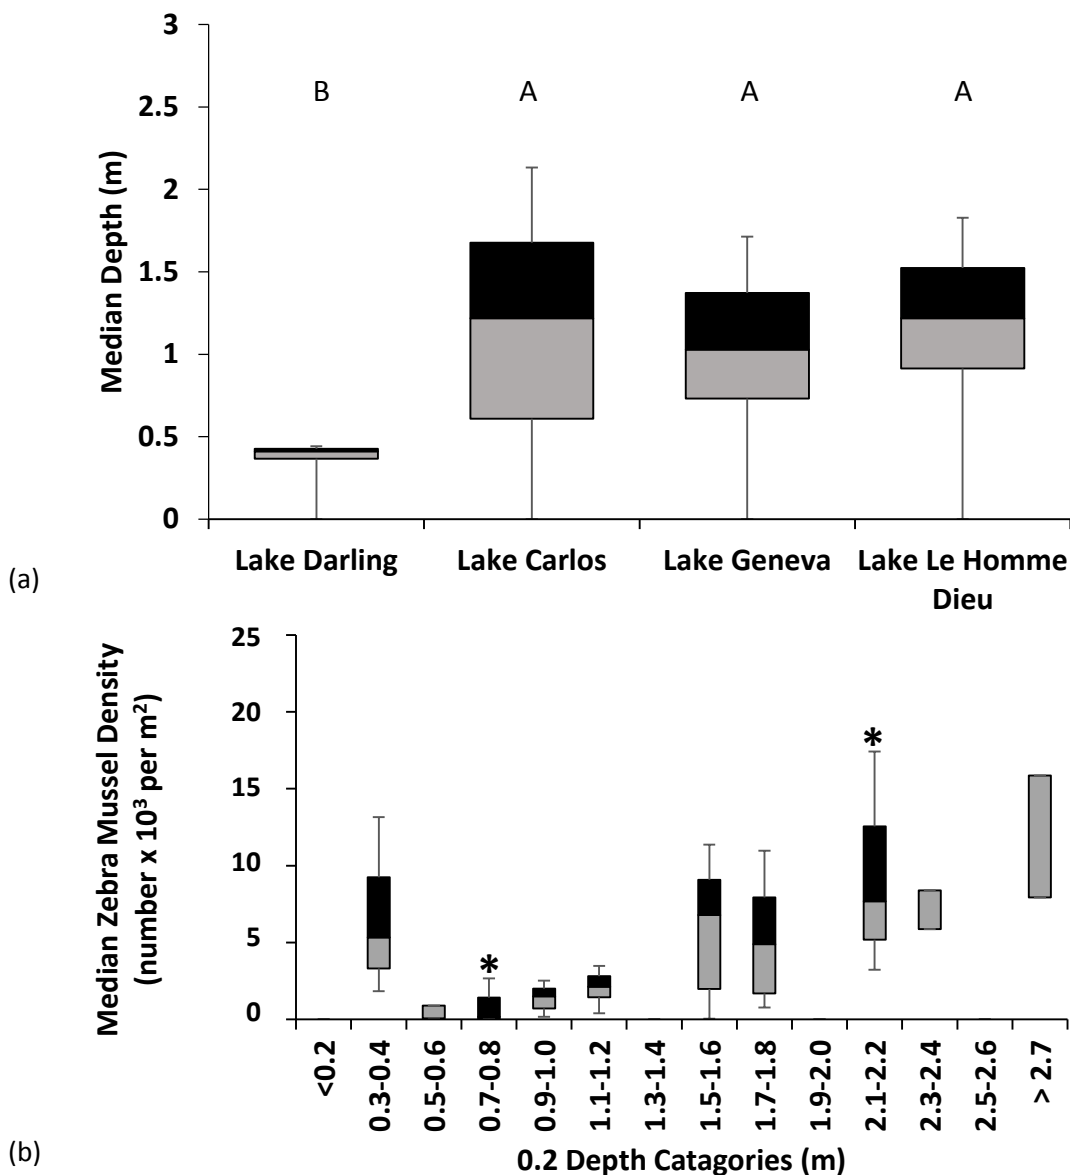 3
2.5
2
1.5
1
0.5
0
Median Depth (m)
B A A A
Lake Darling Lake Carlos Lake Geneva Lake Le Homme
Dieu
(a)
25
20
15
10
5
0
Median Zebra Mussel Density
(number x 10³ per m²)
* *
<0.2 0.3-0.4 0.5-0.6 0.7-0.8 0.9-1.0 1.1-1.2 1.3-1.4 1.5-1.6 1.7-1.8 1.9-2.0 2.1-2.2 2.3-2.4 2.5-2.6 > 2.7
0.2 Depth Catagories (m)
(b)